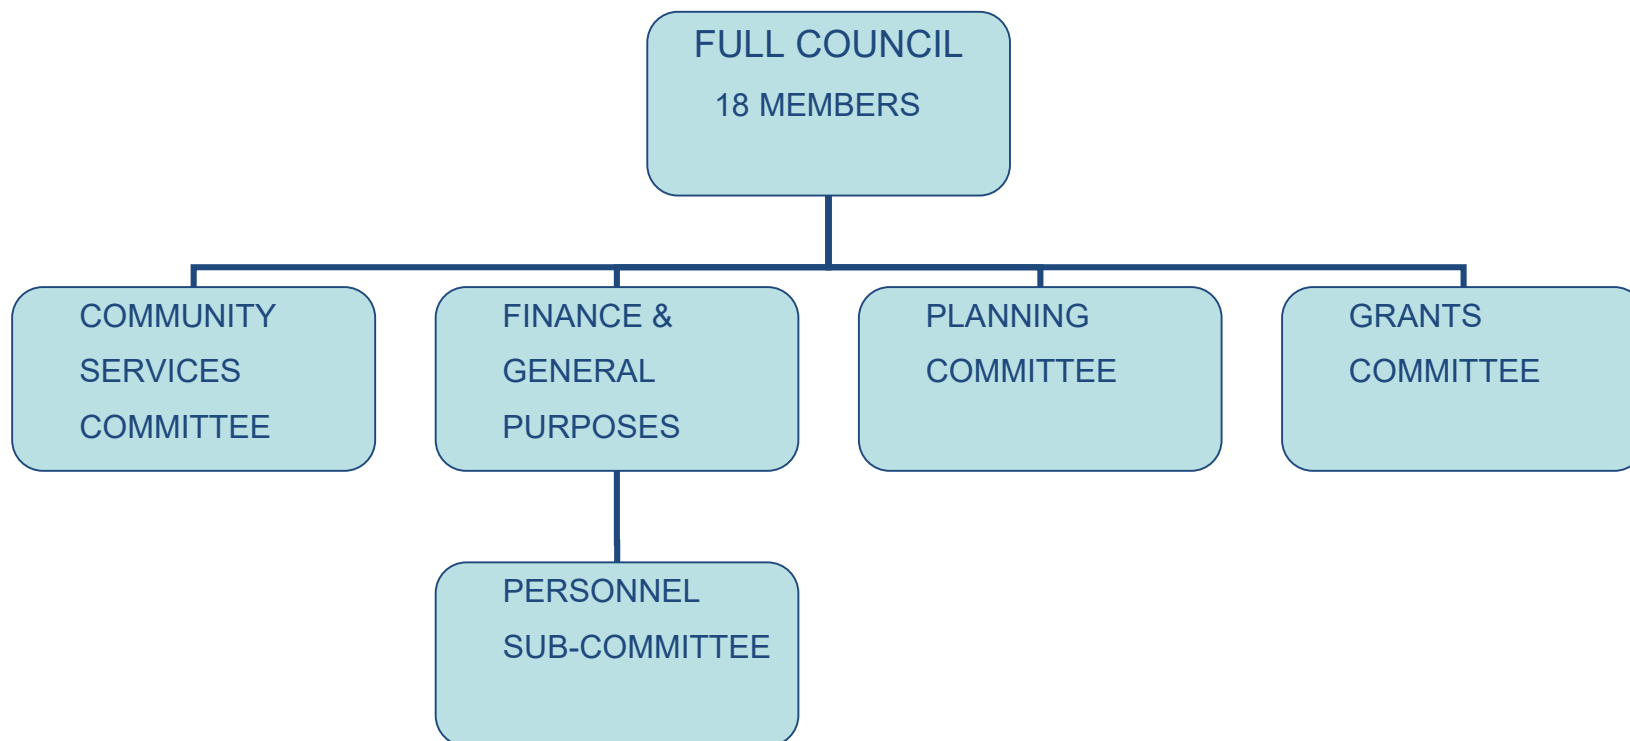 FULL COUNCIL
18 MEMBERS
COMMUNITY
SERVICES
COMMITTEE
FINANCE &
GENERAL
PURPOSES
PLANNING
COMMITTEE
GRANTS
COMMITTEE
PERSONNEL
SUB-COMMITTEE